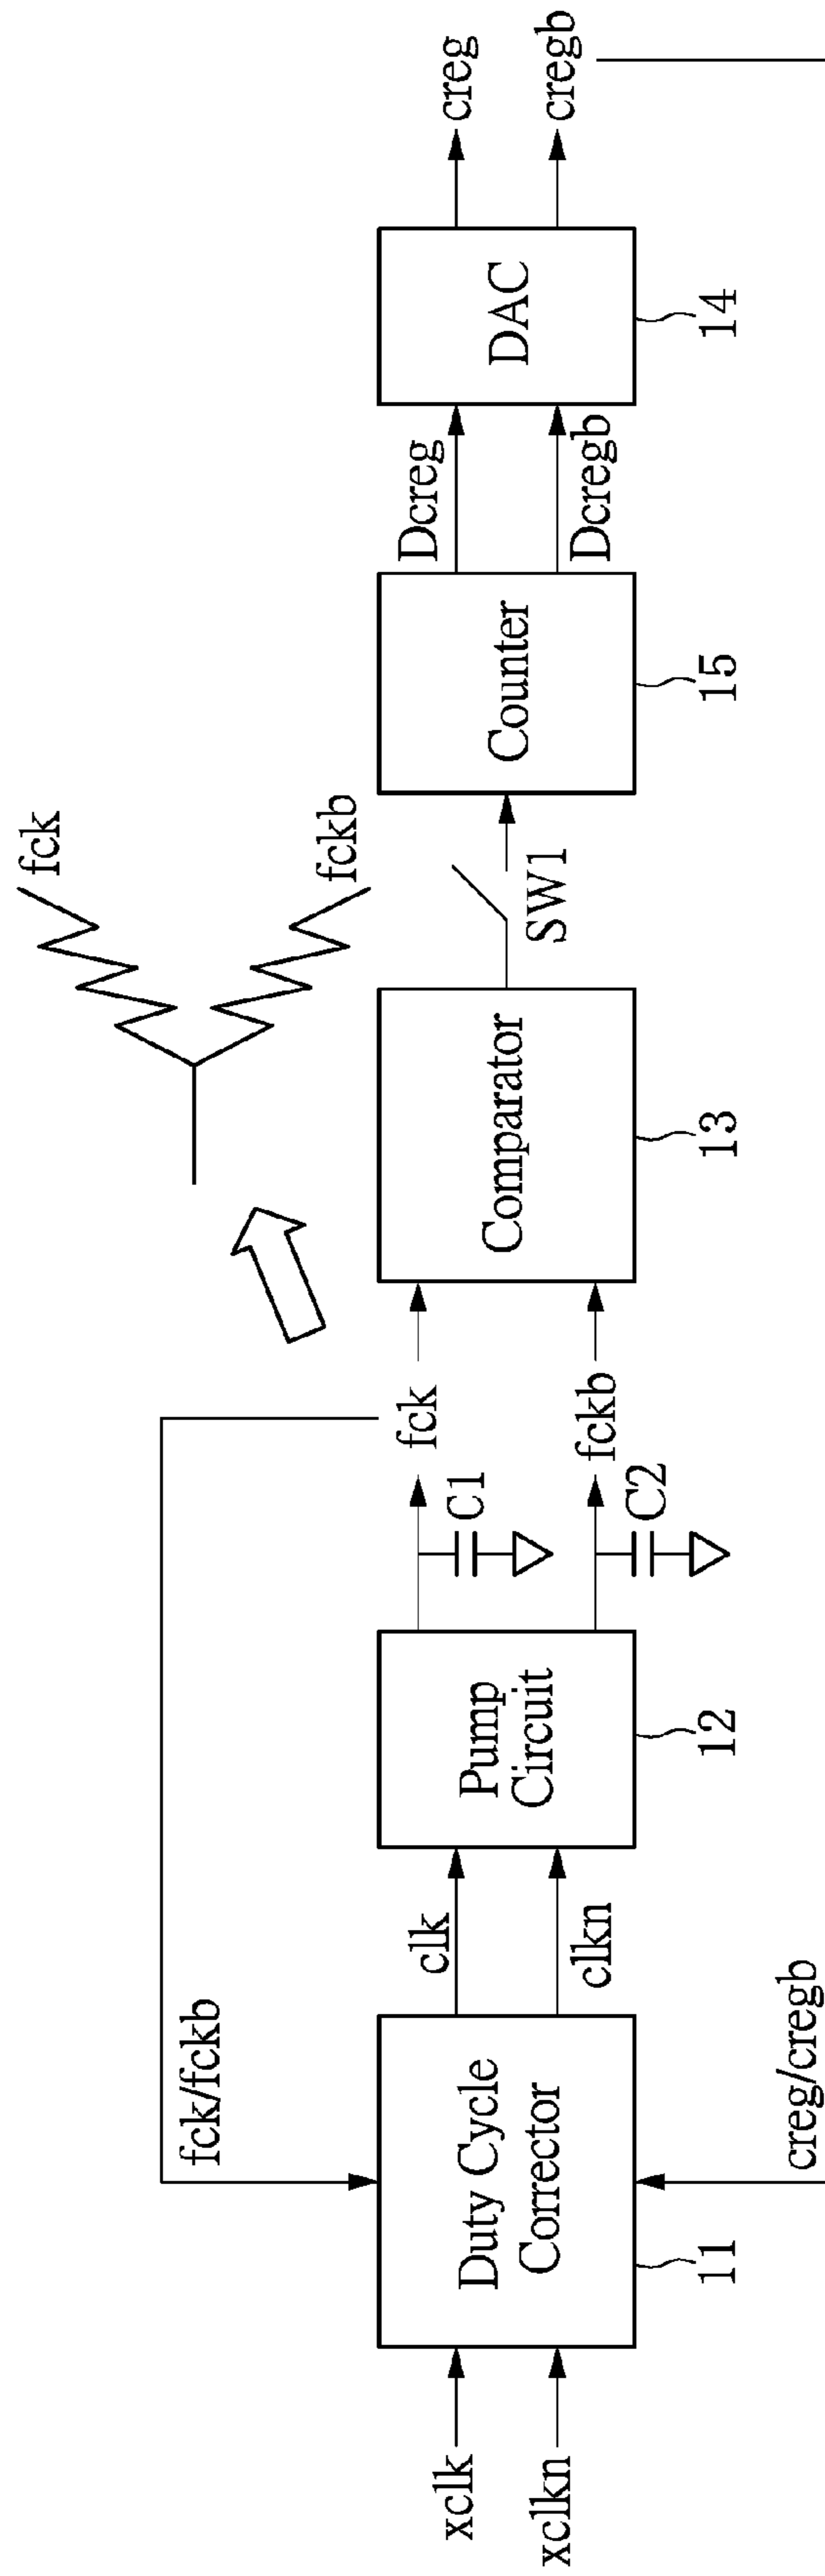 xclk
xclkn
Duty Cycle
Corrector
11
fck/fckb
creg/cregb
clk
clkn
Pump
Circuit
12
C1
C2
fck
fckb
Comparator
13
fck
fckb
SW1
Counter
15
Dcreg
Dcregb
DAC
14
creg
cregb